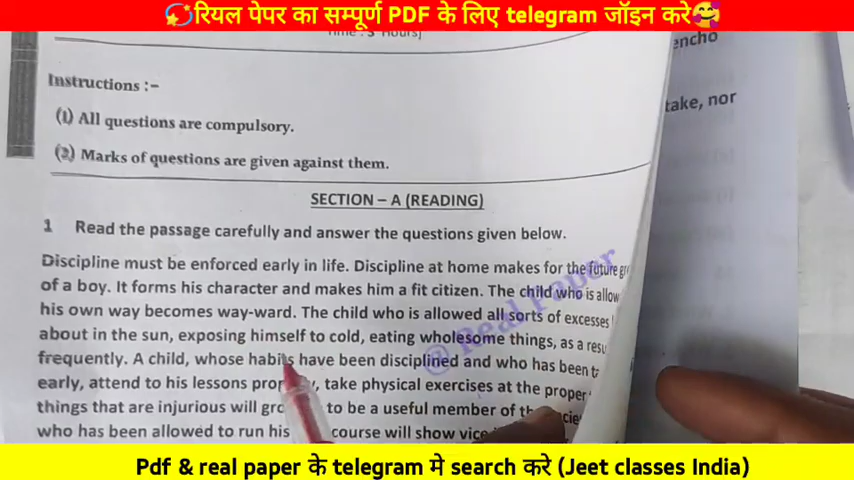 💫रियल पेपर का सम्पूर्ण PDF के लिए telegram जॉइन करे🥰
Time : 3 Hours]
encho
take, nor
Instructions :-
(1) All questions are compulsory.
(2) Marks of questions are given against them.
SECTION – A (READING)
1 Read the passage carefully and answer the questions given below.
Discipline must be enforced early in life. Discipline at home makes for the future
of a boy. It forms his character and makes him a fit citizen. The child who is
his own way becomes way-ward. The child who is allowed all sorts of excesses
about in the sun, exposing himself to cold, eating wholesome things, as a
frequently. A child, whose habits have been disciplined and who has been
early, attend to his lessons take physical exercises at the proper
things that are injurious will to be a useful member of
who has been allowed to run his course will show
@ Real Paper
Pdf & real paper के telegram मे search करे (Jeet classes India)